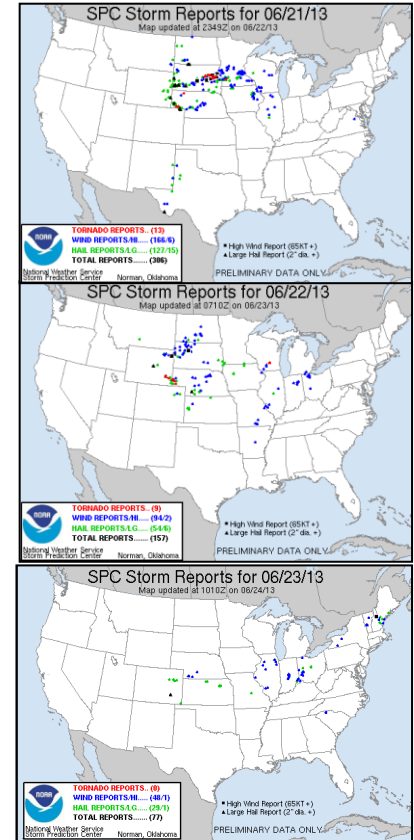 SPC Storm Reports for 06/21/13
Map updated at 2349Z on 06/22/13
NOAA
TORNADO REPORTS.. (13)
WIND REPORTS/HI..... (166/6)
HAIL REPORTS/LG.... (127/15)
TOTAL REPORTS....... (306)
National Weather Service
Storm Prediction Center Norman, Oklahoma
High Wind Report (65KT +)
Large Hail Report (2" dia. +)
PRELIMINARY DATA ONLY
SPC Storm Reports for 06/22/13
Map updated at 0710Z on 06/23/13
NOAA
TORNADO REPORTS.. (9)
WIND REPORTS/HI..... (94/2)
HAIL REPORTS/LG.... (54/6)
TOTAL REPORTS....... (157)
National Weather Service
Storm Prediction Center Norman, Oklahoma
High Wind Report (65KT +)
Large Hail Report (2" dia. +)
PRELIMINARY DATA ONLY
SPC Storm Reports for 06/23/13
Map updated at 1010Z on 06/24/13
NOAA
TORNADO REPORTS.. (0)
WIND REPORTS/HI..... (48/1)
HAIL REPORTS/LG.... (29/1)
TOTAL REPORTS....... (77)
National Weather Service
Storm Prediction Center Norman, Oklahoma
High Wind Report (65KT +)
Large Hail Report (2" dia. +)
PRELIMINARY DATA ONLY